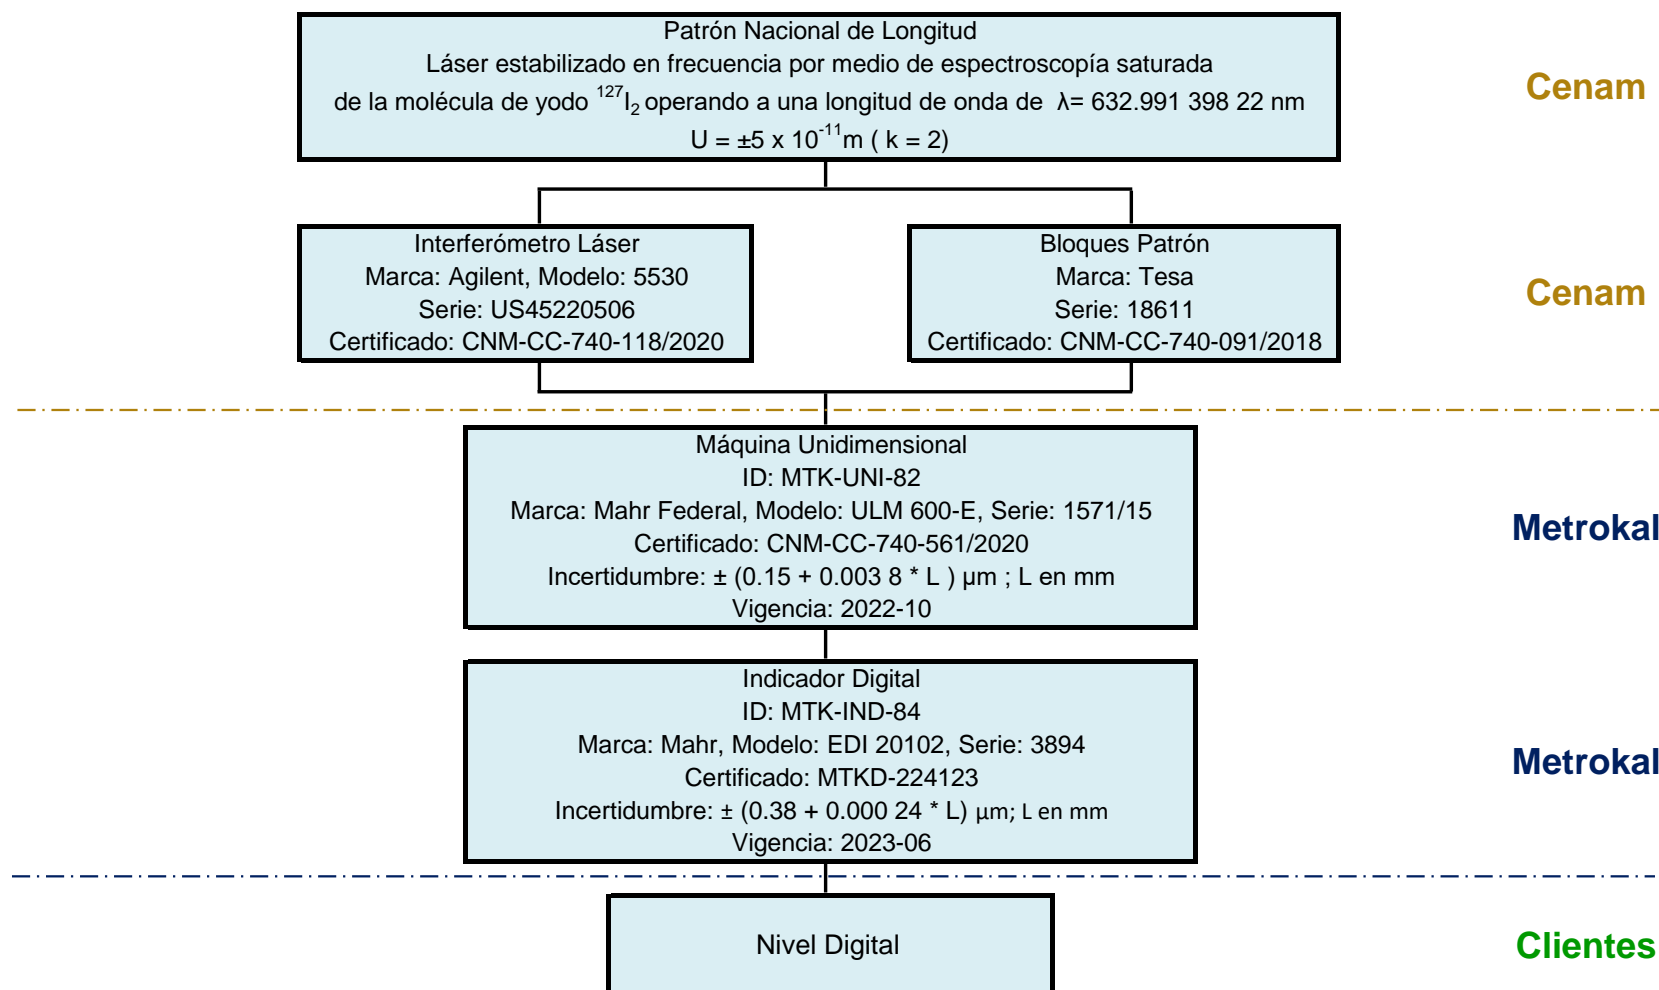 Patrón Nacional de Longitud
Láser estabilizado en frecuencia por medio de espectroscopía saturada
de la molécula de yodo ¹²⁷I₂ operando a una longitud de onda de λ= 632.991 398 22 nm
U = ±5 x 10⁻¹¹m ( k = 2)
Cenam
Interferómetro Láser
Marca: Agilent, Modelo: 5530
Serie: US45220506
Certificado: CNM-CC-740-118/2020
Bloques Patrón
Marca: Tesa
Serie: 18611
Certificado: CNM-CC-740-091/2018
Cenam
Máquina Unidimensional
ID: MTK-UNI-82
Marca: Mahr Federal, Modelo: ULM 600-E, Serie: 1571/15
Certificado: CNM-CC-740-561/2020
Incertidumbre: ± (0.15 + 0.003 8 * L ) µm ; L en mm
Vigencia: 2022-10
Metrokal
Indicador Digital
ID: MTK-IND-84
Marca: Mahr, Modelo: EDI 20102, Serie: 3894
Certificado: MTKD-224123
Incertidumbre: ± (0.38 + 0.000 24 * L) µm; L en mm
Vigencia: 2023-06
Metrokal
Nivel Digital
Clientes